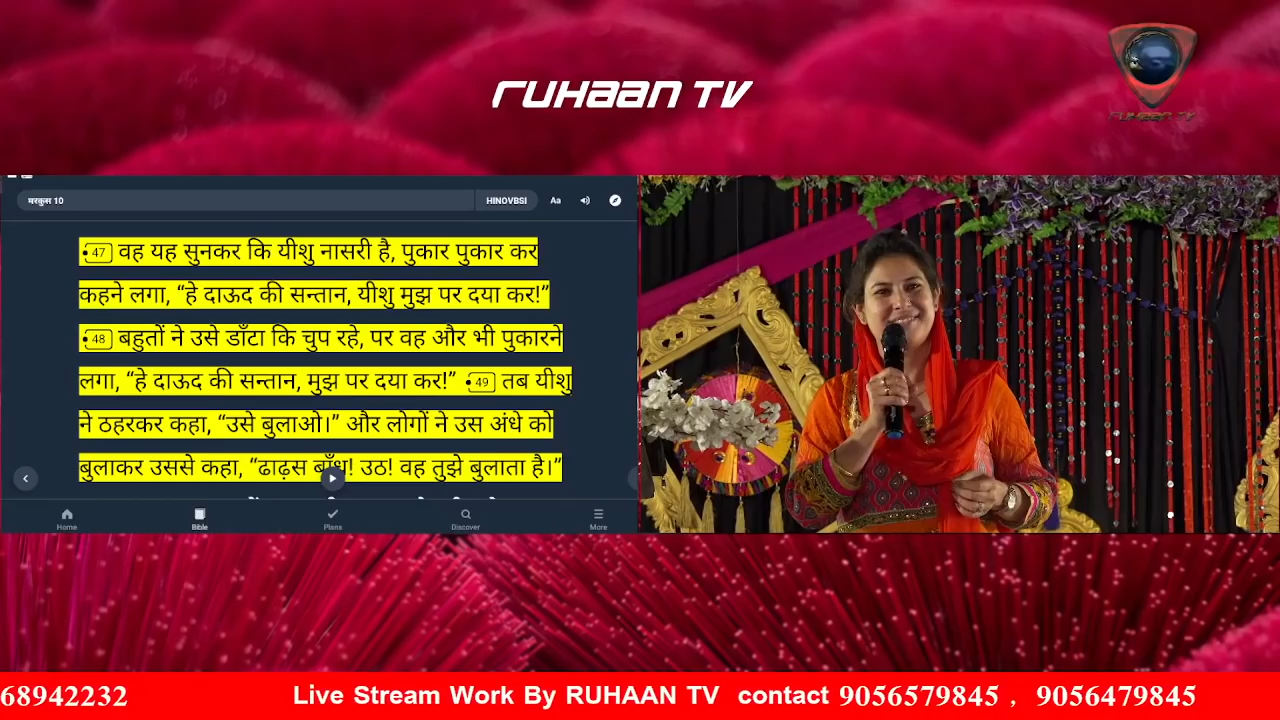 RUHAAN TV
RUHAAN TV
मरकुस 10
HINOVBSI
Aa
47 वह यह सुनकर कि यीशु नासरी है, पुकार पुकार कर
कहने लगा, “हे दाऊद की सन्तान, यीशु मुझ पर दया कर!”
48 बहुतों ने उसे डाँटा कि चुप रहे, पर वह और भी पुकारने
लगा, “हे दाऊद की सन्तान, मुझ पर दया कर!” 49 तब यीशु
ने ठहरकर कहा, “उसे बुलाओ।” और लोगों ने उस अंधे को
बुलाकर उससे कहा, “ढाढ़स बाँध! उठ! वह तुझे बुलाता है।”
Home
Bible
Plans
Discover
More
68942232 Live Stream Work By RUHAAN TV contact 9056579845 , 9056479845